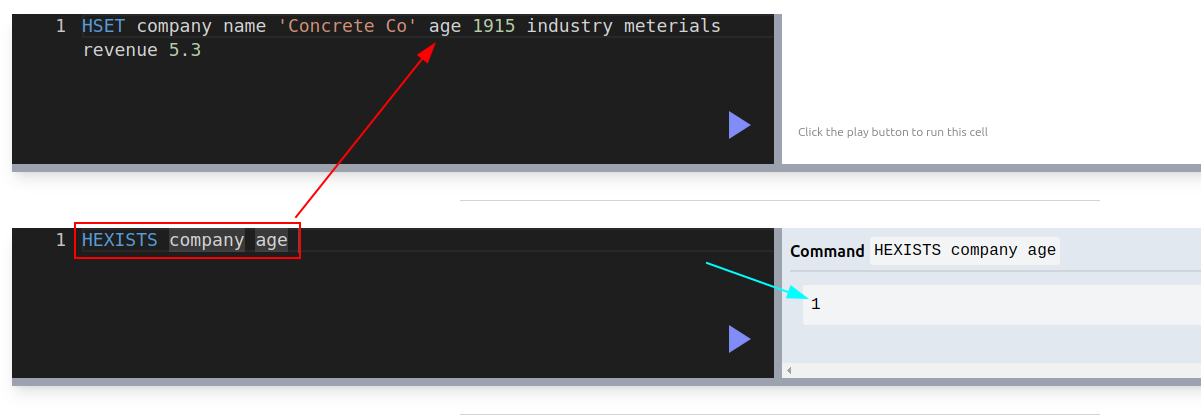 1 HSET company name 'Concrete Co' age 1915 industry meterials
revenue 5.3
Click the play button to run this cell
1 HEXISTS company age
Command HEXISTS company age
1